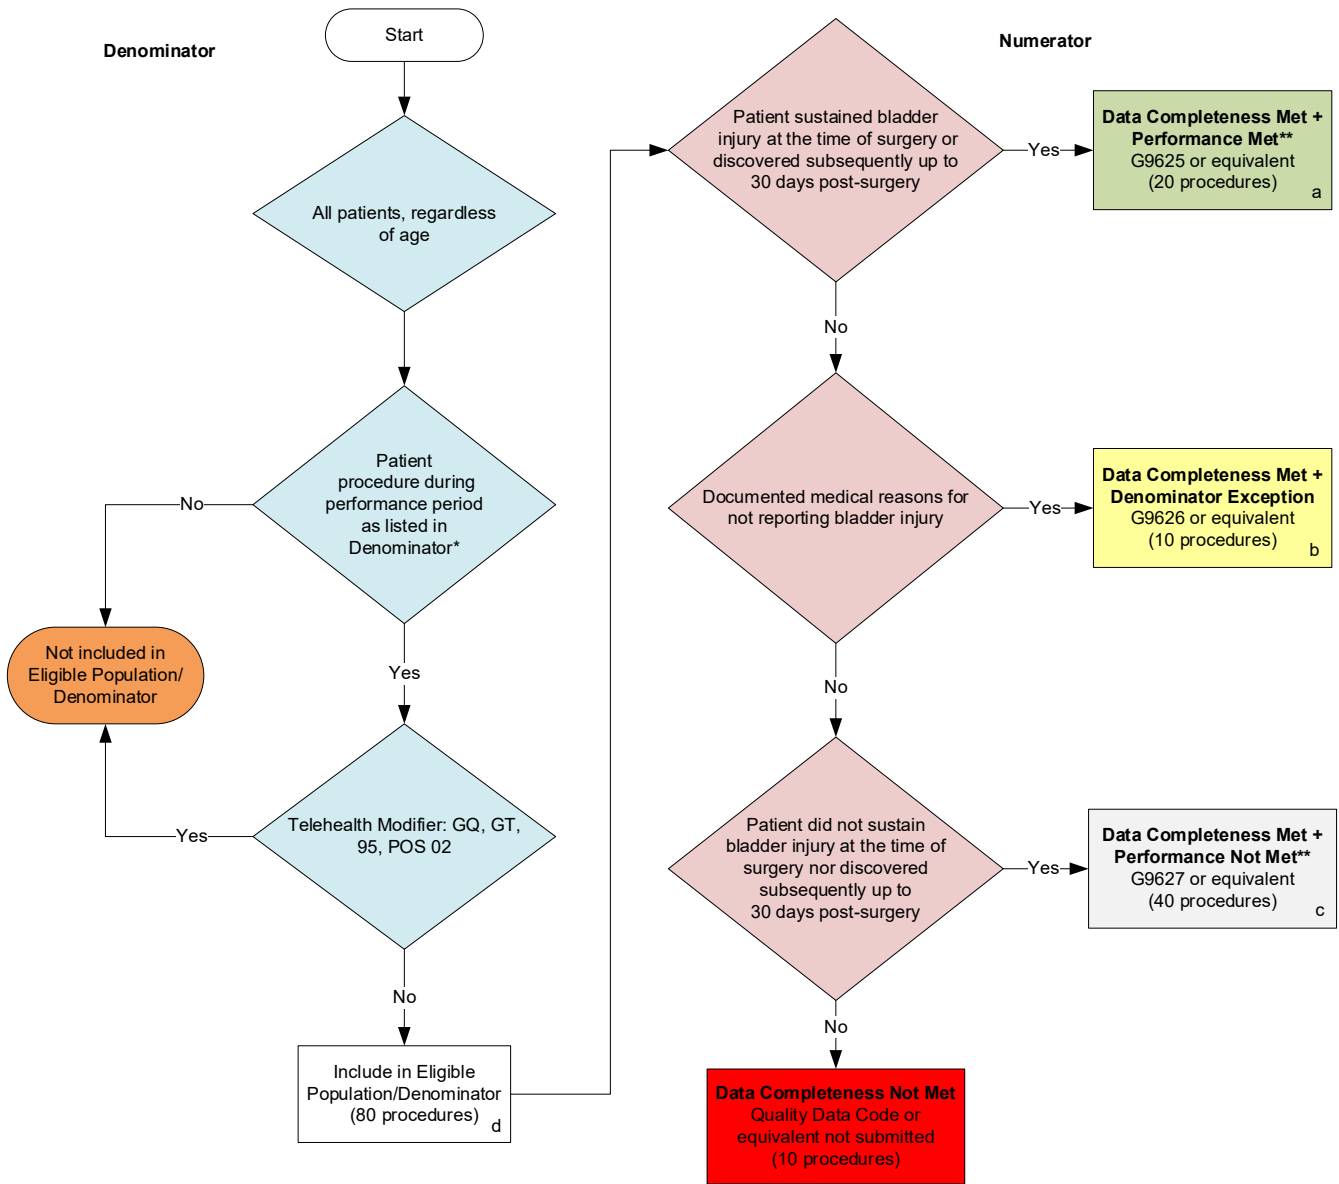 Denominator
Start
All patients, regardless
of age
Patient
procedure during
performance period
as listed in
Denominator*
No
Not included in
Eligible Population/
Denominator
Yes
Telehealth Modifier: GQ, GT,
95, POS 02
Yes
No
Include in Eligible
Population/Denominator
(80 procedures)
d
Numerator
Patient sustained bladder
injury at the time of surgery or
discovered subsequently up to
30 days post-surgery
Yes
Data Completeness Met +
Performance Met**
G9625 or equivalent
(20 procedures)
a
No
Documented medical reasons for
not reporting bladder injury
Yes
Data Completeness Met +
Denominator Exception
G9626 or equivalent
(10 procedures)
b
No
Patient did not sustain
bladder injury at the time of
surgery nor discovered
subsequently up to
30 days post-surgery
Yes
Data Completeness Met +
Performance Not Met**
G9627 or equivalent
(40 procedures)
c
No
Data Completeness Not Met
Quality Data Code or
equivalent not submitted
(10 procedures)